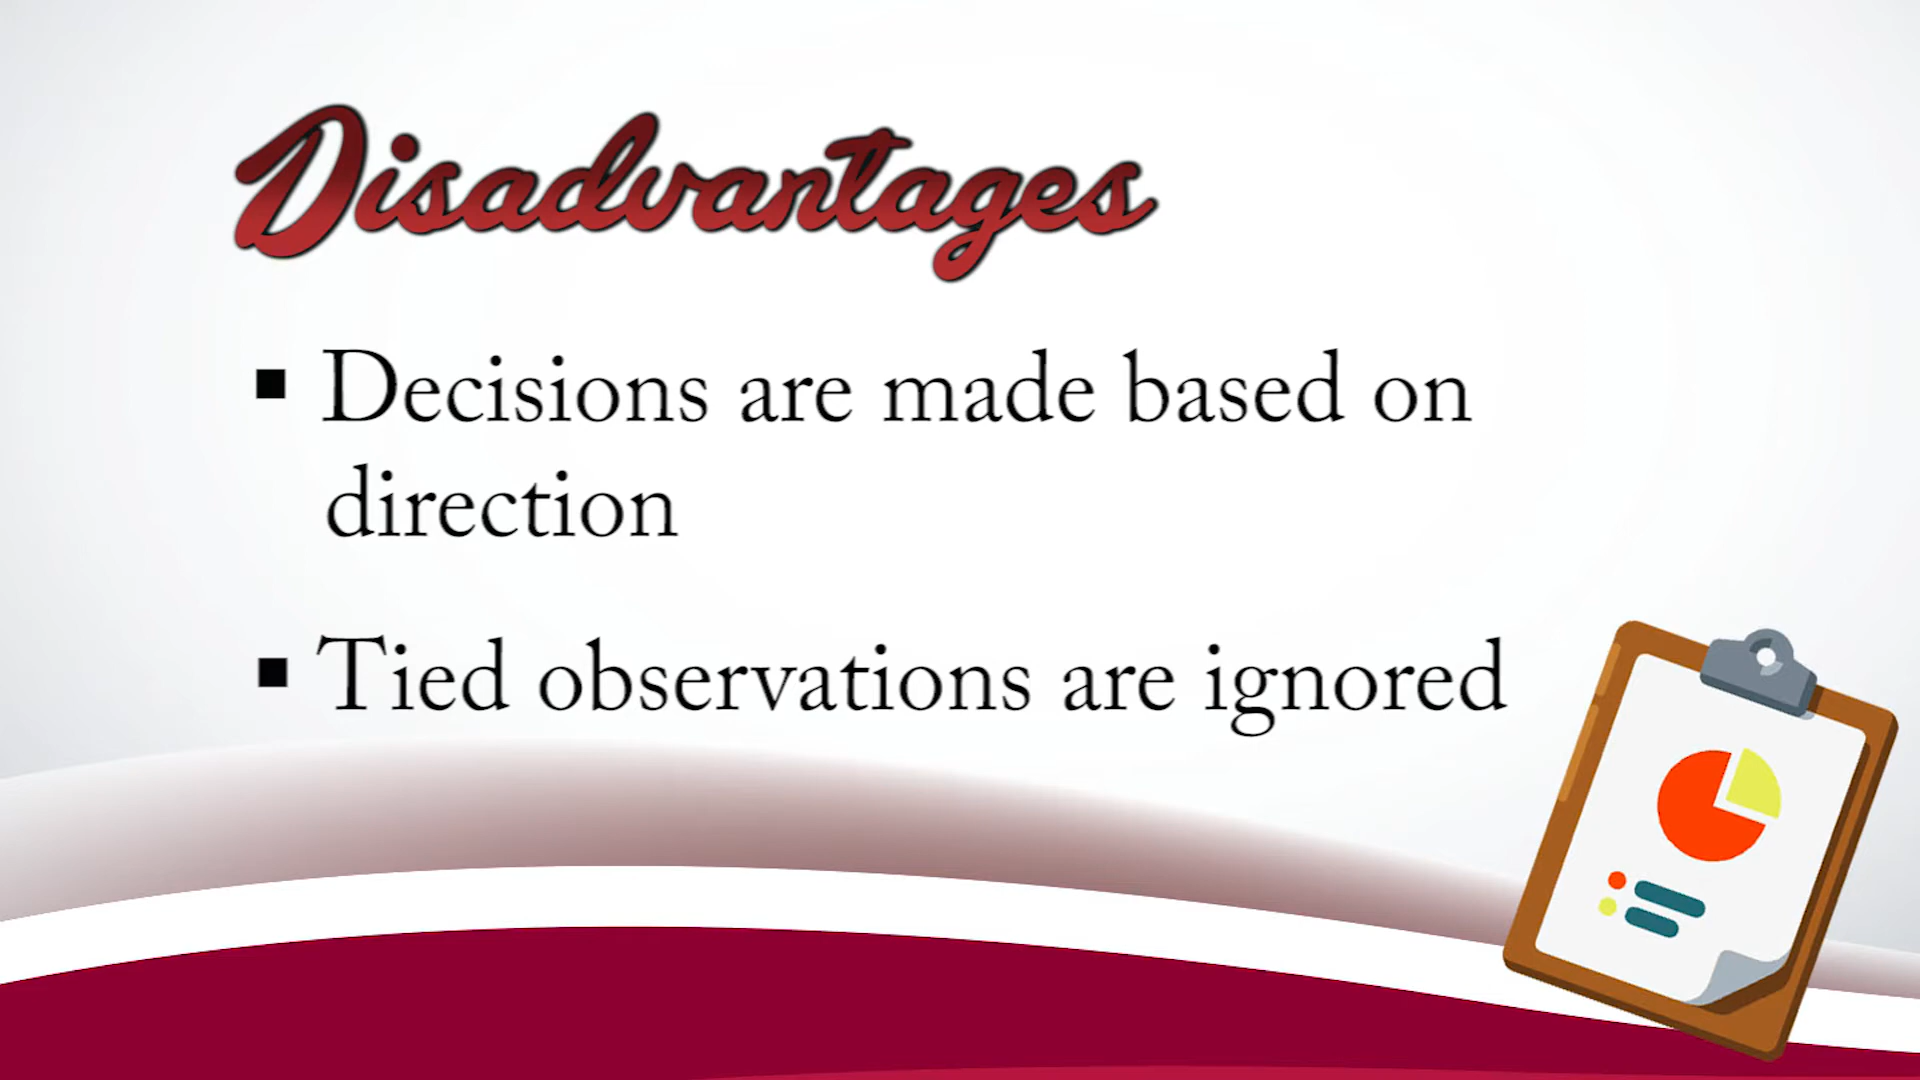 Disadvantages
▪ Decisions are made based on
direction
▪ Tied observations are ignored